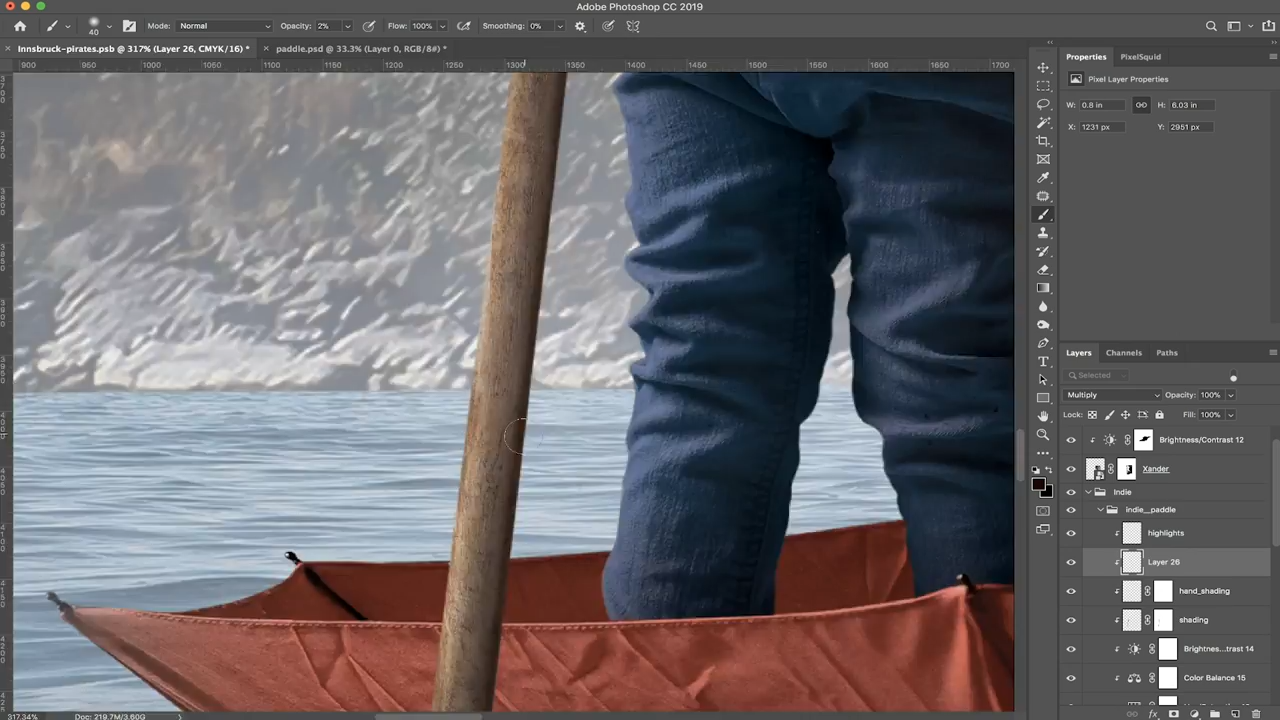 Adobe Photoshop CC 2019
40
Mode: Normal
Opacity: 2%
Flow: 100%
Smoothing: 0%
Innsbruck-pirates.psb @ 317% (Layer 26, CMYK/16) *
paddle.psd @ 33.3% (Layer 0, RGB/8#) *
900 950 1000 1050 1100 1150 1200 1250 1300 1350 1400 1450 1500 1550 1600 1650 1700
Properties PixelSquid
Pixel Layer Properties
W: 0.8 in H: 6.03 in
X: 1231 px Y: 2951 px
Layers Channels Paths
Selected
Multiply Opacity: 100%
Lock: Fill: 100%
Brightness/Contrast 12
Xander
Indie
indie__paddle
highlights
Layer 26
hand_shading
shading
Brightnes...trast 14
Color Balance 15
317.34% Doc: 219.7M/3.60G